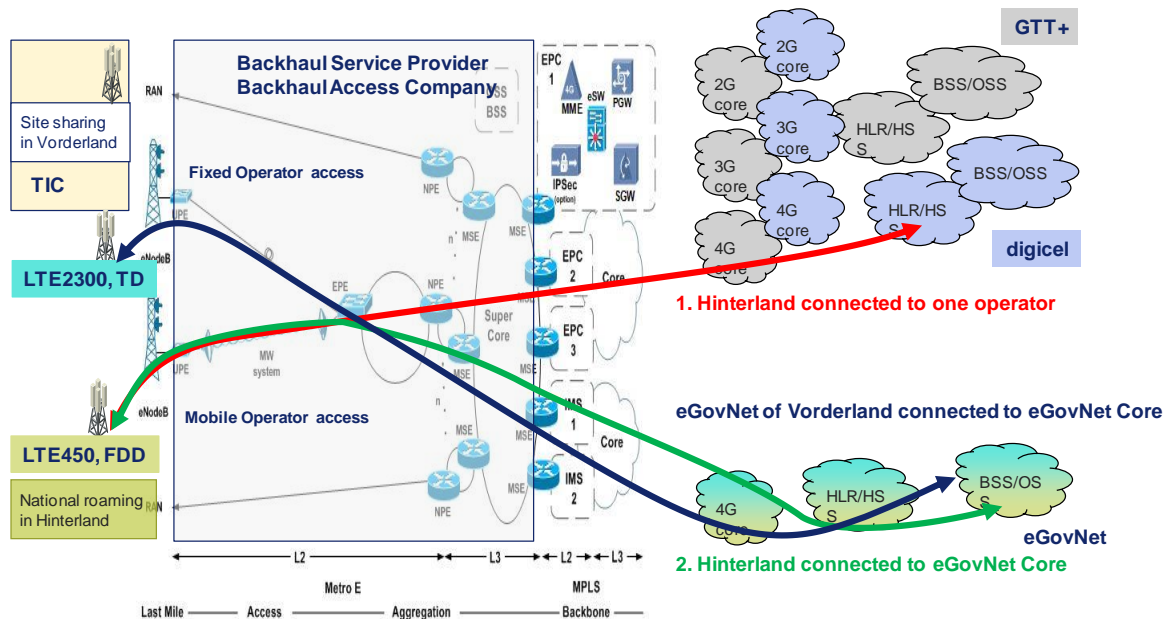 Site sharing
in Vorderland
TIC
LTE2300, TD
LTE450, FDD
National roaming
in Hinterland
RAN
UPE
eNodeB
UPE
eNodeB
RAN
Backhaul Service Provider
Backhaul Access Company
BSS
Fixed Operator access
NPE
MSE
MSE
n
EPE
NPE
Super
Core
MSE
MW
system
Mobile Operator access
n
MSE
NPE
MSE
MSE
MSE
MSE
EPC
1
4G
MME
eSW
PGW
IPSec
(option)
SGW
EPC
2
Core
EPC
3
IMS
1
Core
IMS
2
L2
L3
L2
L3
Metro E
MPLS
Last Mile
Access
Aggregation
Backbone
GTT+
2G
core
2G
core
BSS/OSS
3G
core
HLR/HS
S
3G
core
BSS/OSS
4G
core
HLR/HS
S
4G
core
digicel
1. Hinterland connected to one operator
eGovNet of Vorderland connected to eGovNet Core
4G
core
HLR/HS
S
BSS/OS
S
eGovNet
2. Hinterland connected to eGovNet Core